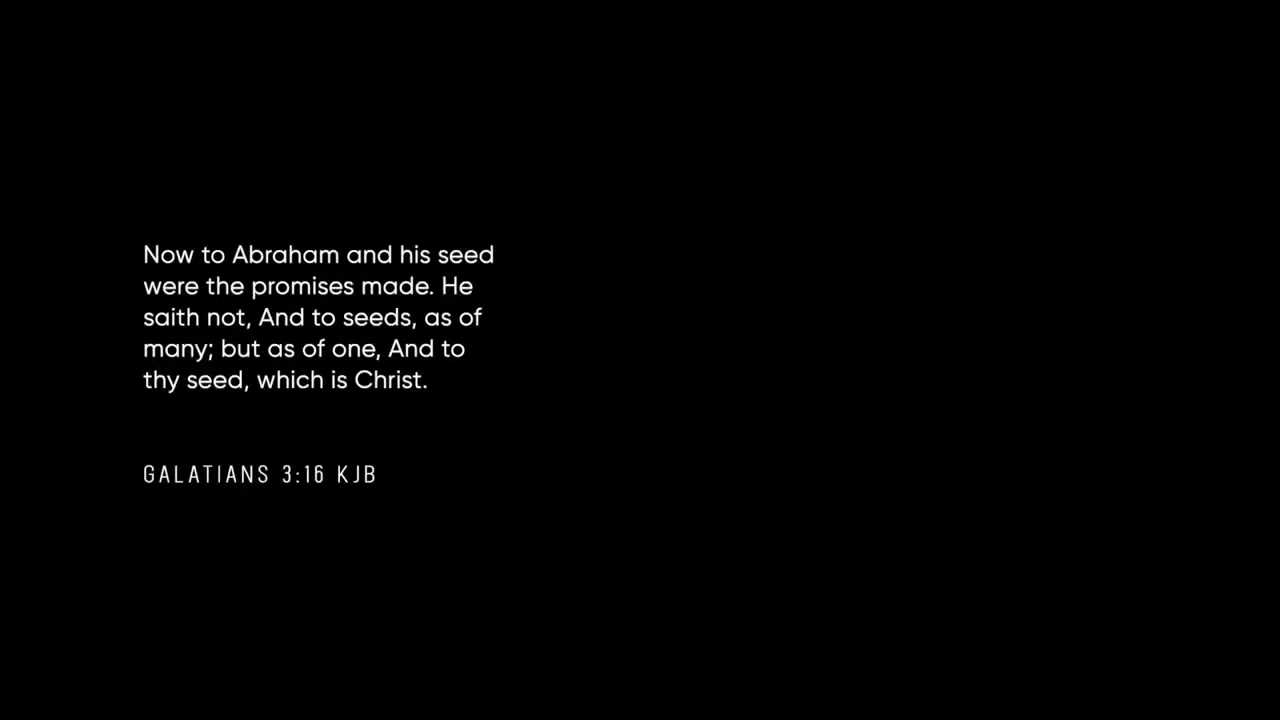 Now to Abraham and his seed
were the promises made. He
saith not, And to seeds, as of
many; but as of one, And to
thy seed, which is Christ.
GALATIANS 3:16 KJB